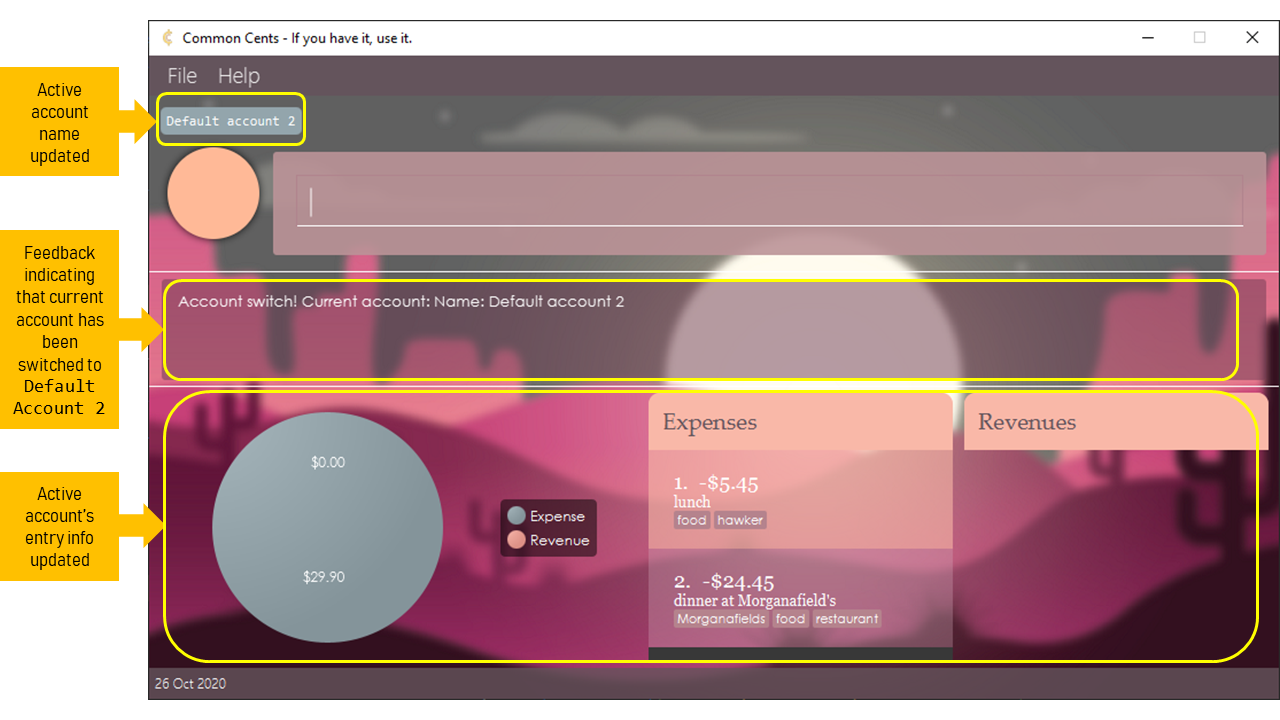 Common Cents - If you have it, use it.
File Help
Active
account
name
updated
Default account 2
Feedback
indicating
that current
account has
been
switched to
Default
Account 2
Account switch! Current account: Name: Default account 2
Active
account's
entry info
updated
$0.00
$29.90
Expense
Revenue
Expenses
1. -$5.45
lunch
food hawker
2. -$24.45
dinner at Morganafield's
Morganafields food restaurant
Revenues
26 Oct 2020